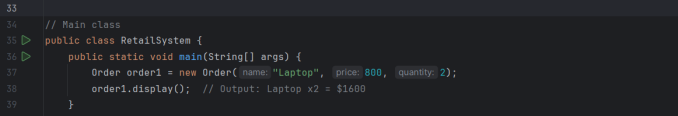 33
34 // Main class
35 public class RetailSystem {
36 public static void main(String[] args) {
37 Order order1 = new Order( name: "Laptop", price: 800, quantity: 2);
38 order1.display(); // Output: Laptop x2 = $1600
39 }